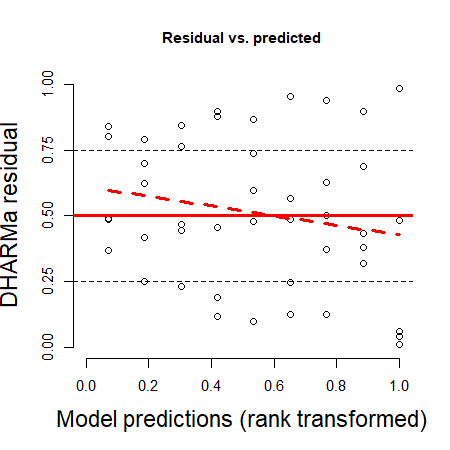 Residual vs. predicted
DHARMa residual
1.00
0.75
0.50
0.25
0.00
0.0 0.2 0.4 0.6 0.8 1.0
Model predictions (rank transformed)